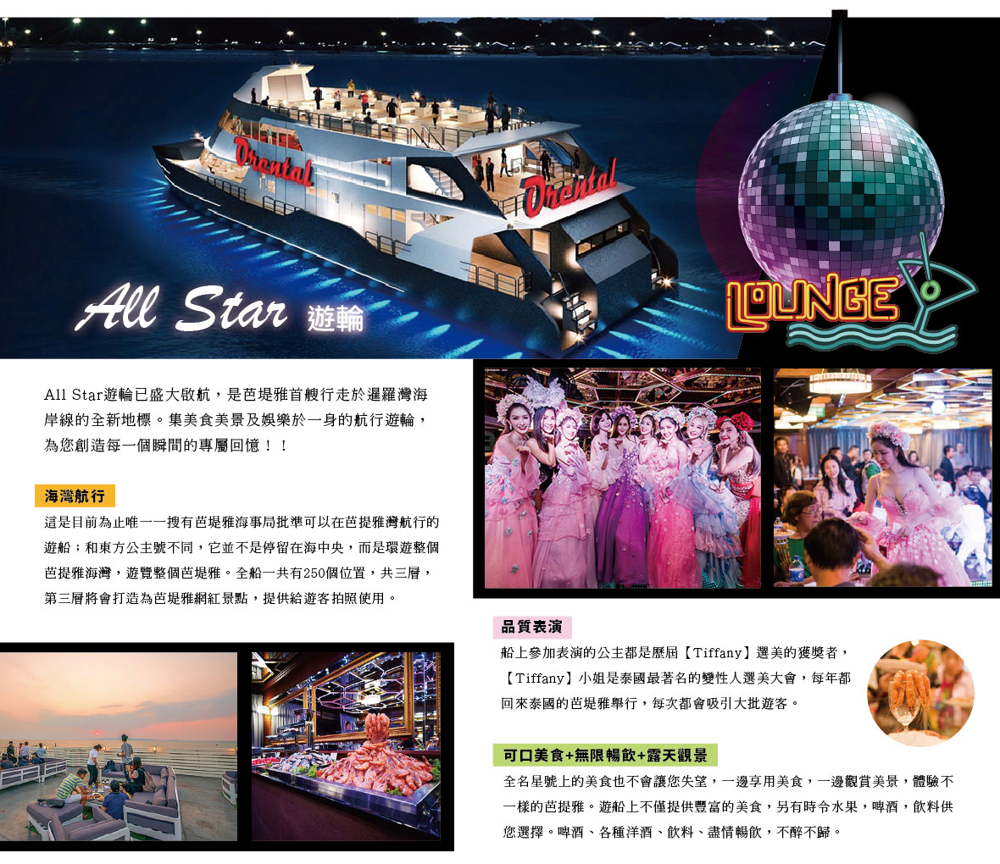 Orental
Orental
All Star 遊輪
LOUNGE
All Star遊輪已盛大啟航，是芭堤雅首艘行走於暹羅灣海
岸線的全新地標。集美食美景及娛樂於一身的航行遊輪，
為您創造每一個瞬間的專屬回憶！！
海灣航行
這是目前為止唯一一搜有芭堤雅海事局批準可以在芭提雅灣航行的
遊船；和東方公主號不同，它並不是停留在海中央，而是環遊整個
芭提雅海灣，遊覽整個芭堤雅。全船一共有250個位置，共三層，
第三層將會打造為芭堤雅網紅景點，提供給遊客拍照使用。
品質表演
船上參加表演的公主都是歷屆【Tiffany】選美的獲獎者，
【Tiffany】小姐是泰國最著名的變性人選美大會，每年都
回來泰國的芭堤雅舉行，每次都會吸引大批遊客。
可口美食+無限暢飲+露天觀景
全名星號上的美食也不會讓您失望，一邊享用美食，一邊觀賞美景，體驗不
一樣的芭提雅。遊船上不僅提供豐富的美食，另有時令水果，啤酒，飲料供
您選擇。啤酒、各種洋酒、飲料、盡情暢飲，不醉不歸。